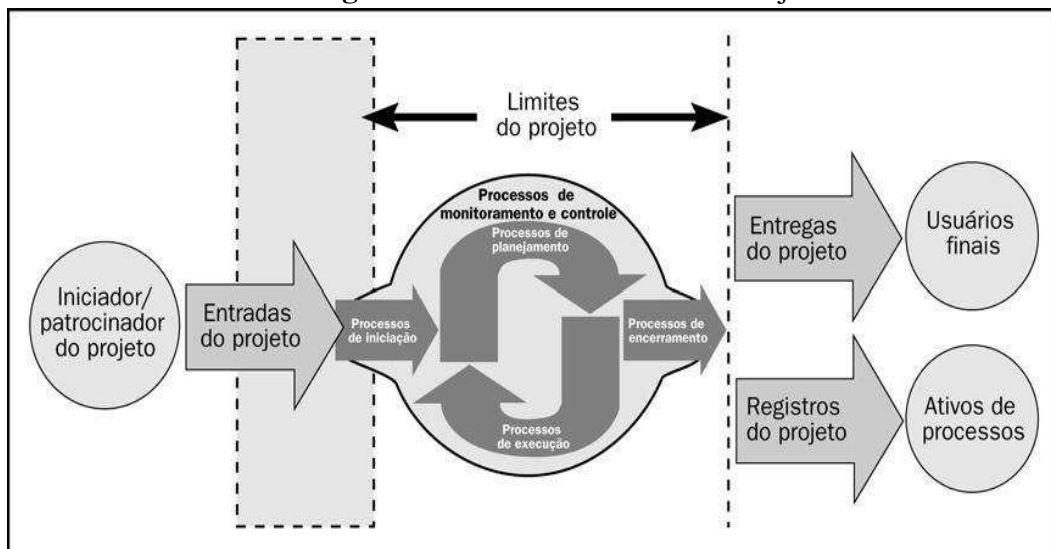 Limites
do projeto
Processos de
monitoramento e controle
Processos de
planejamento
Iniciador/
patrocinador
do projeto
Entradas
do projeto
Processos
de iniciação
Processos de
encerramento
Processos
de execução
Entregas
do projeto
Usuários
finais
Registros
do projeto
Ativos de
processos